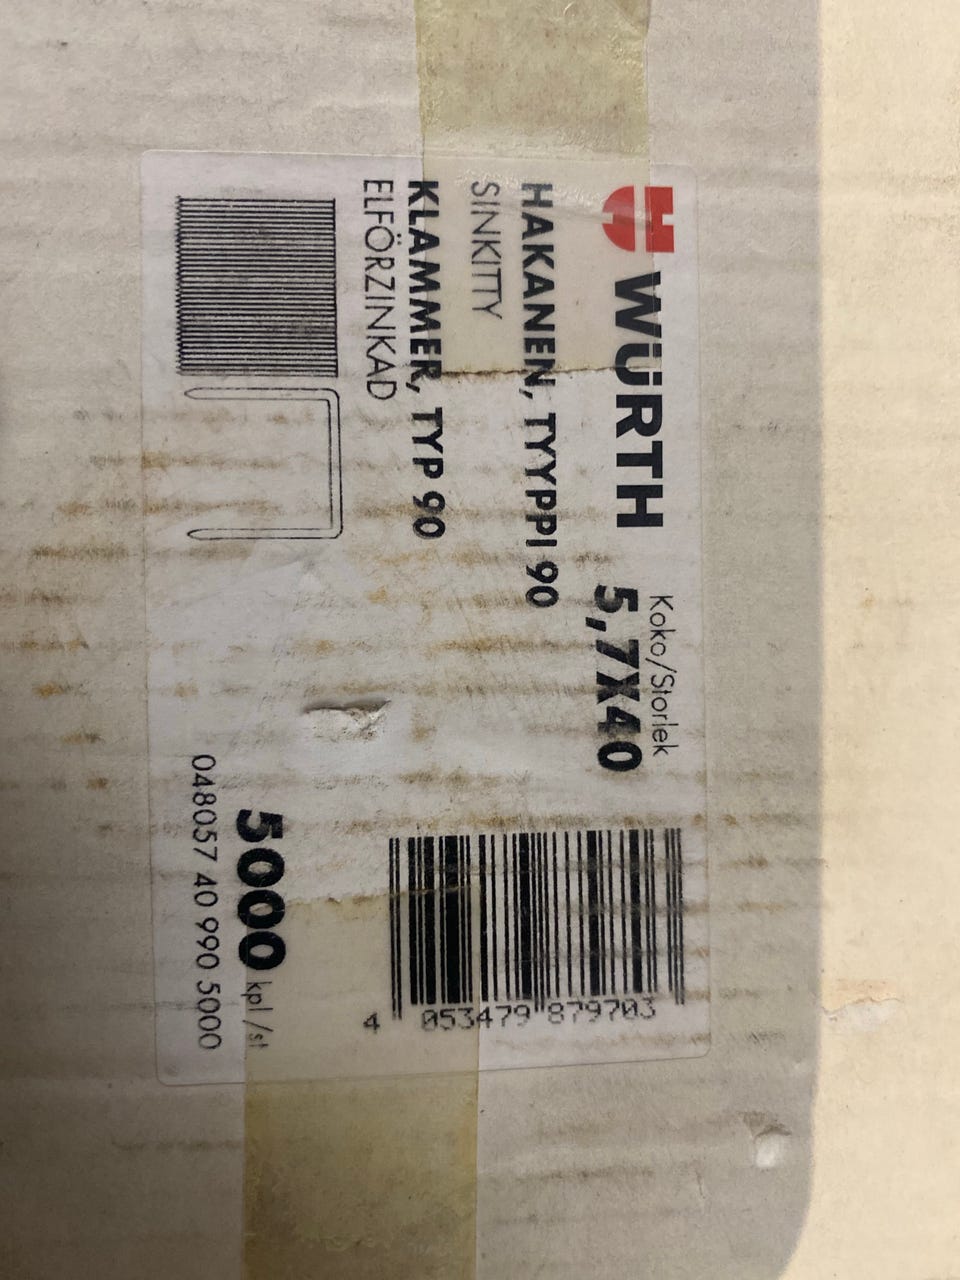 WÜRTH
Koko/Storlek
5,7X40
HAKANEN, TYYPPI 90
SINKITTY
KLAMMER, TYP 90
ELFÖRZINKAD
4 053479 879703
5000 kpl /st
048057 40 990 5000